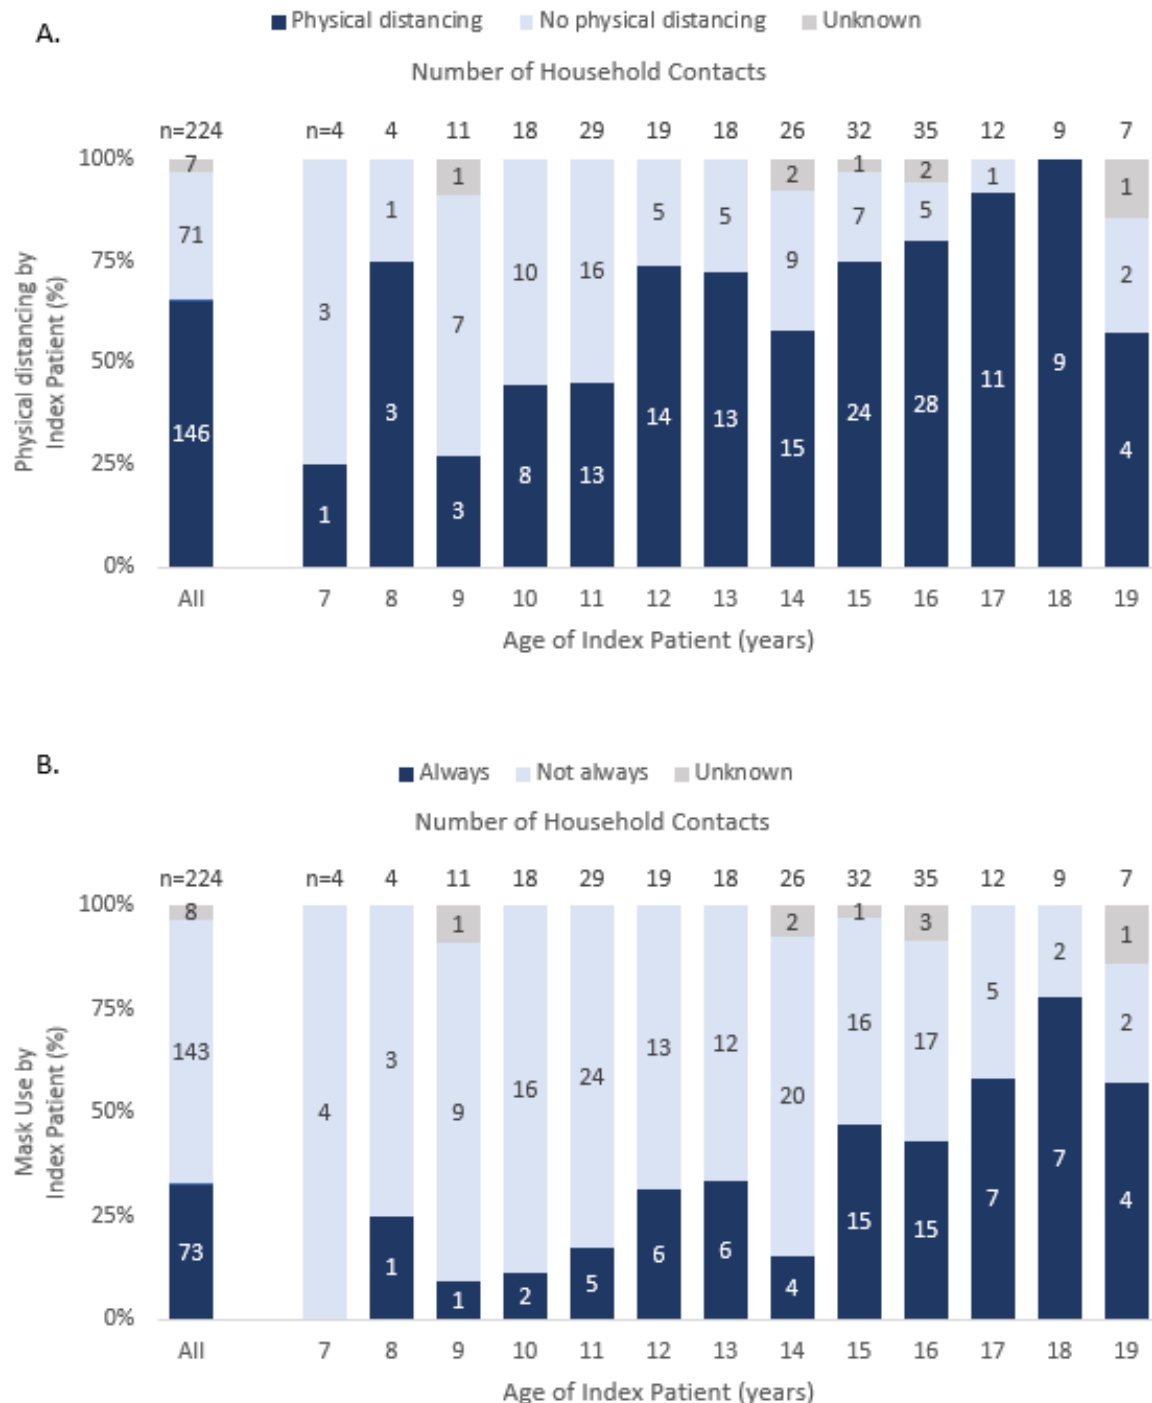 A.
Physical distancing No physical distancing Unknown
Number of Household Contacts
n=224 n=4 4 11 18 29 19 18 26 32 35 12 9 7
100%
75%
50%
25%
0%
Physical distancing by
Index Patient (%)
7 1 2 1 2 1 1
71 3 1 7 10 16 5 5 9 7 5 2
146 1 3 3 8 13 14 13 15 24 28 11 9 4
All 7 8 9 10 11 12 13 14 15 16 17 18 19
Age of Index Patient (years)
B.
Always Not always Unknown
Number of Household Contacts
n=224 n=4 4 11 18 29 19 18 26 32 35 12 9 7
100%
75%
50%
25%
0%
Mask Use by
Index Patient (%)
8 1 2 1 3 1
143 4 3 9 16 24 13 12 20 16 17 5 2 2
73 1 1 2 5 6 6 4 15 15 7 7 4
All 7 8 9 10 11 12 13 14 15 16 17 18 19
Age of Index Patient (years)